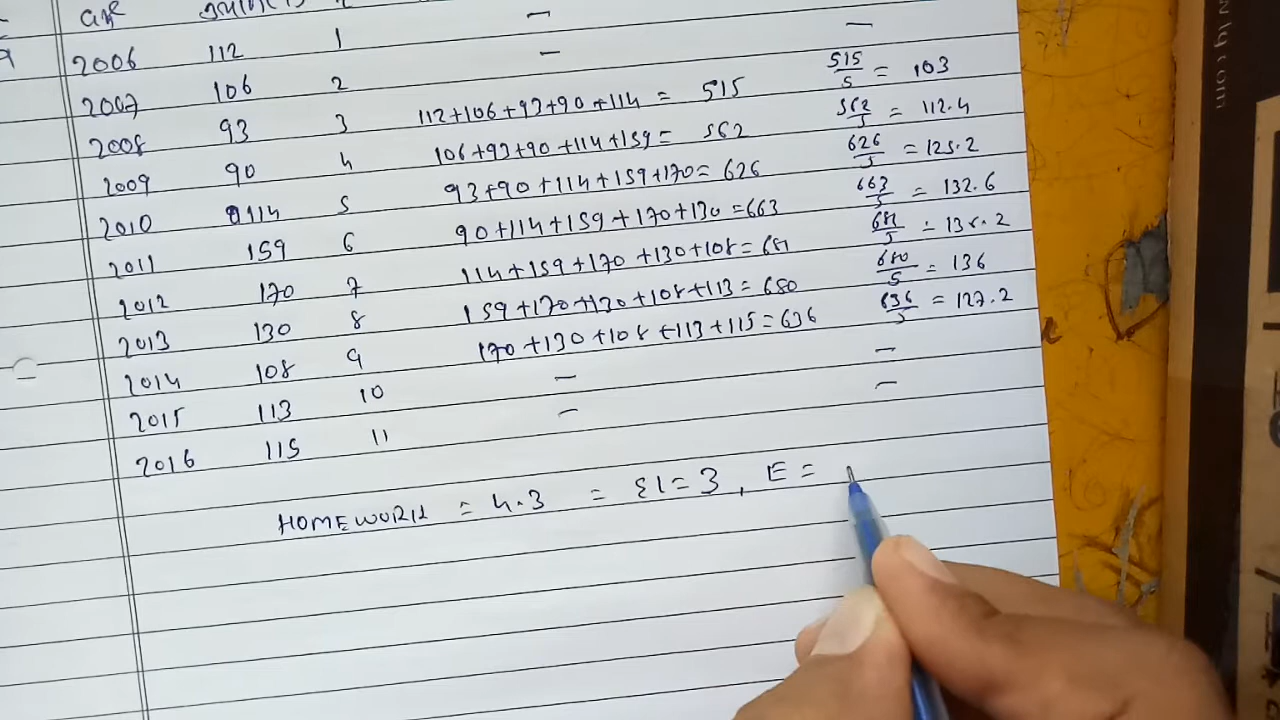 વર્ષ
2006 112 1 – –
2007 106 2 –
2008 93 3 112+106+93+90+114 = 515 515/5 = 103
2009 90 4 106+93+90+114+159= 562 562/5 = 112.4
2010 114 5 93+90+114+159+170= 626 626/5 = 125.2
2011 159 6 90+114+159+170+130=663 663/5 = 132.6
2012 170 7 114+159+170+130+108=681 681/5 = 136.2
2013 130 8 159+170+130+108+113=680 680/5 = 136
2014 108 9 170+130+108+113+115=636 636/5 = 127.2
2015 113 10 – –
2016 115 11 – –
HOMEWORK = 4.3 = દા=3, E =